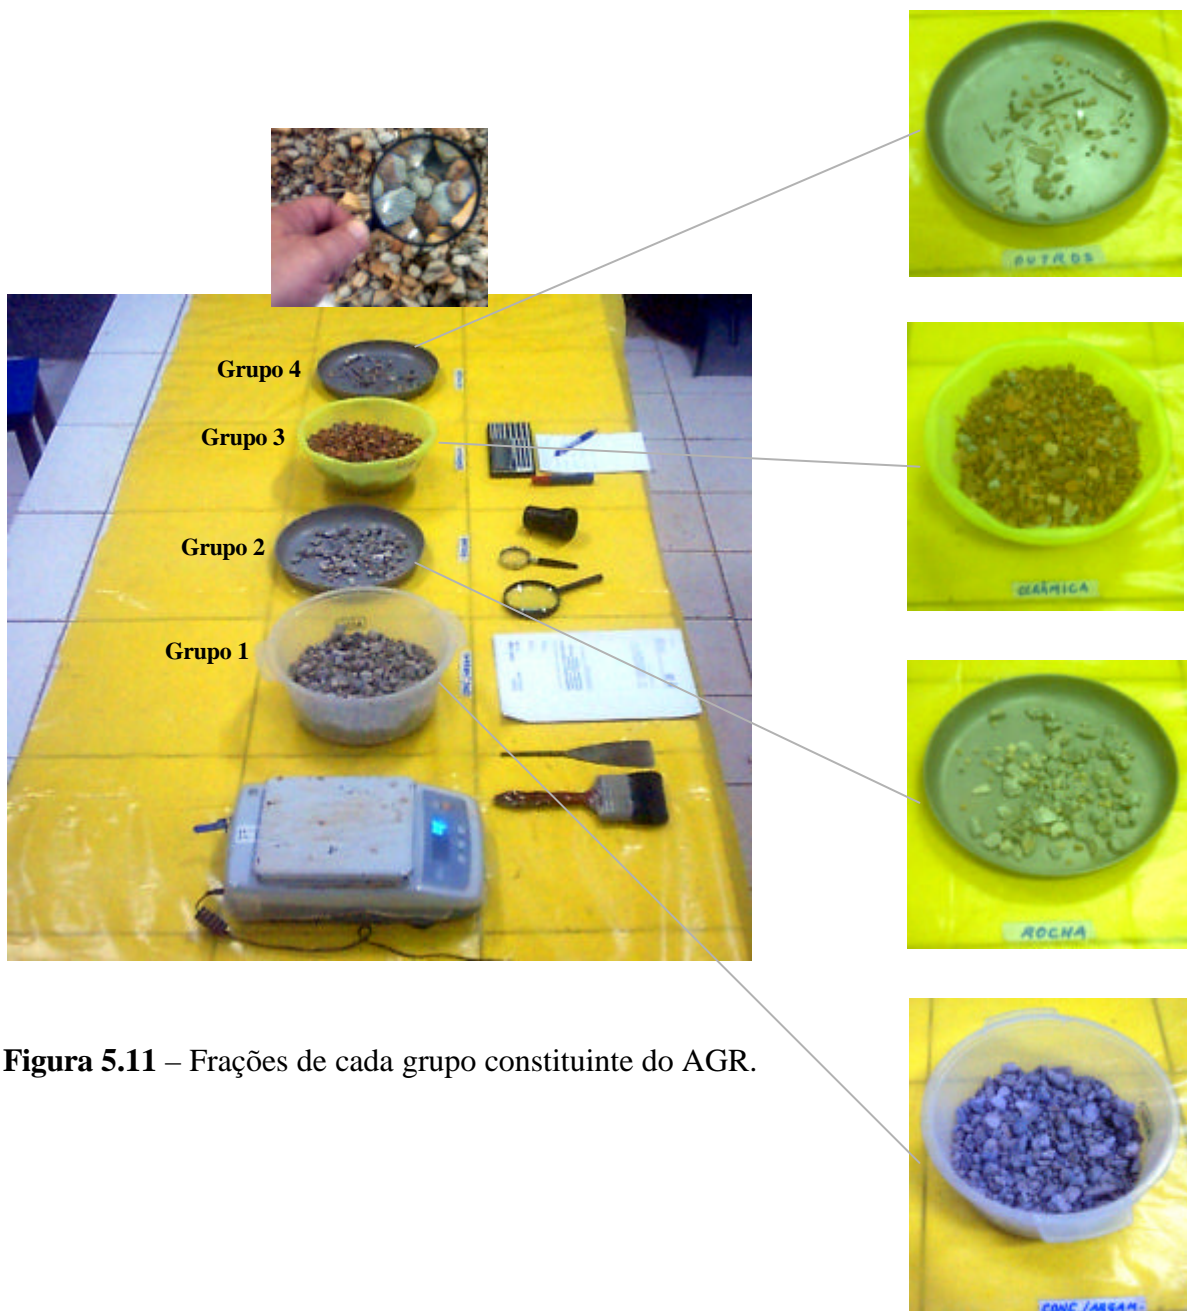 OUTROS
Grupo 4
Grupo 3
CERÂMICA
Grupo 2
Grupo 1
ROCHA
Figura 5.11 – Frações de cada grupo constituinte do AGR.
CONC/ARGAM.